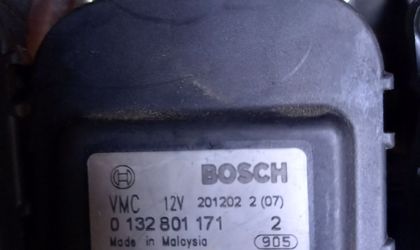 BOSCH
VMC 12V 201202 2 (07)
0 132 801 171 2
Made in Malaysia 905